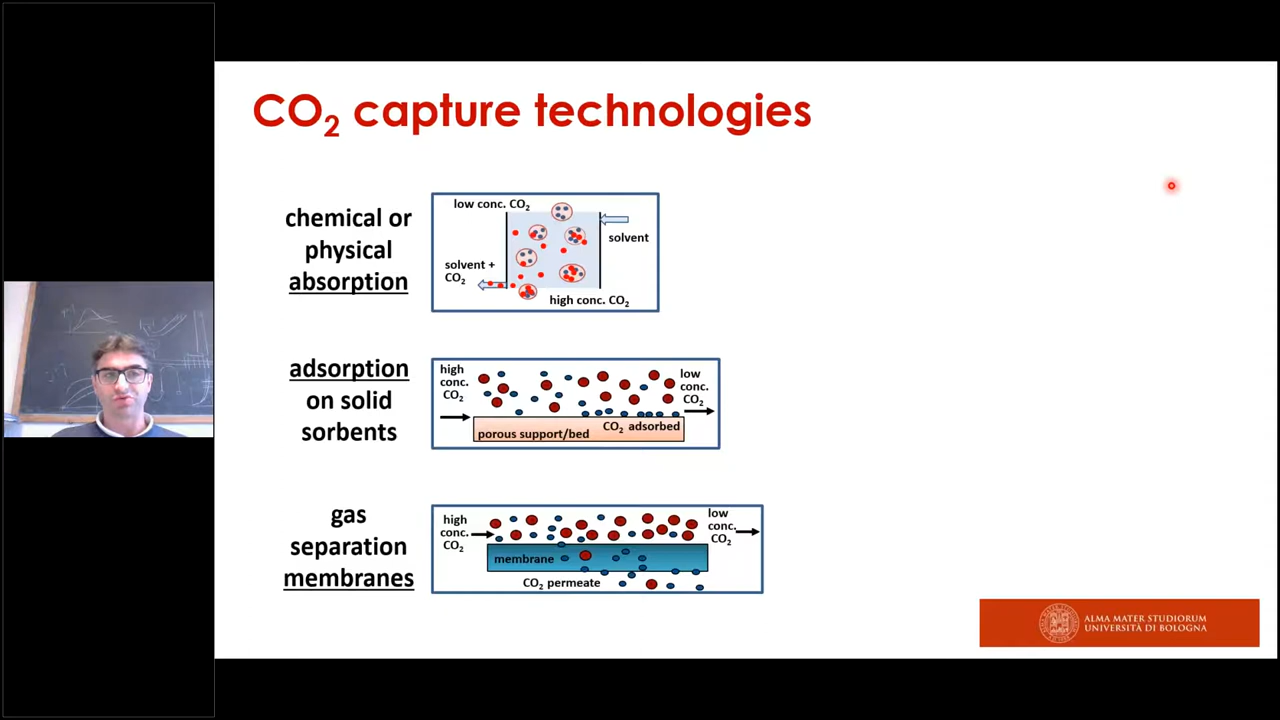 CO2 capture technologies
chemical or
physical
absorption
low conc. CO2
solvent
solvent +
CO2
high conc. CO2
adsorption
on solid
sorbents
high
conc.
CO2
low
conc.
CO2
CO2 adsorbed
porous support/bed
gas
separation
membranes
high
conc.
CO2
low
conc.
CO2
membrane
CO2 permeate
ALMA MATER STUDIORUM
UNIVERSITÀ DI BOLOGNA